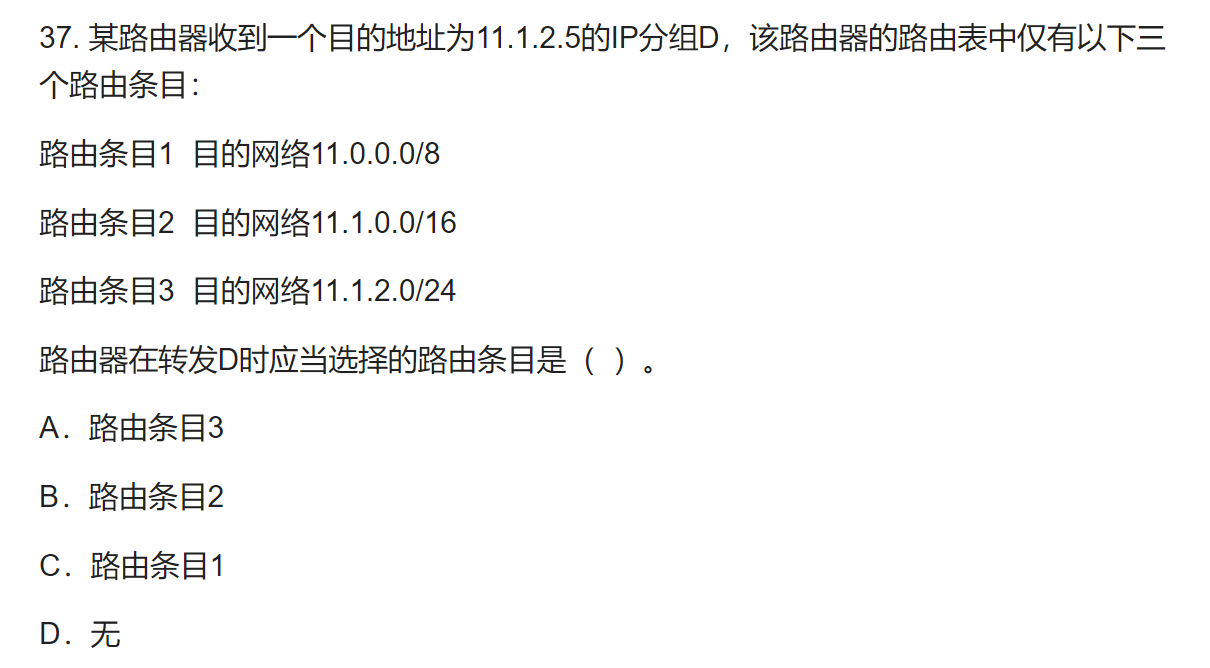 37. 某路由器收到一个目的地址为11.1.2.5的IP分组D，该路由器的路由表中仅有以下三
个路由条目：
路由条目1  目的网络11.0.0.0/8
路由条目2  目的网络11.1.0.0/16
路由条目3  目的网络11.1.2.0/24
路由器在转发D时应当选择的路由条目是（  ）。
A．路由条目3
B．路由条目2
C．路由条目1
D．无